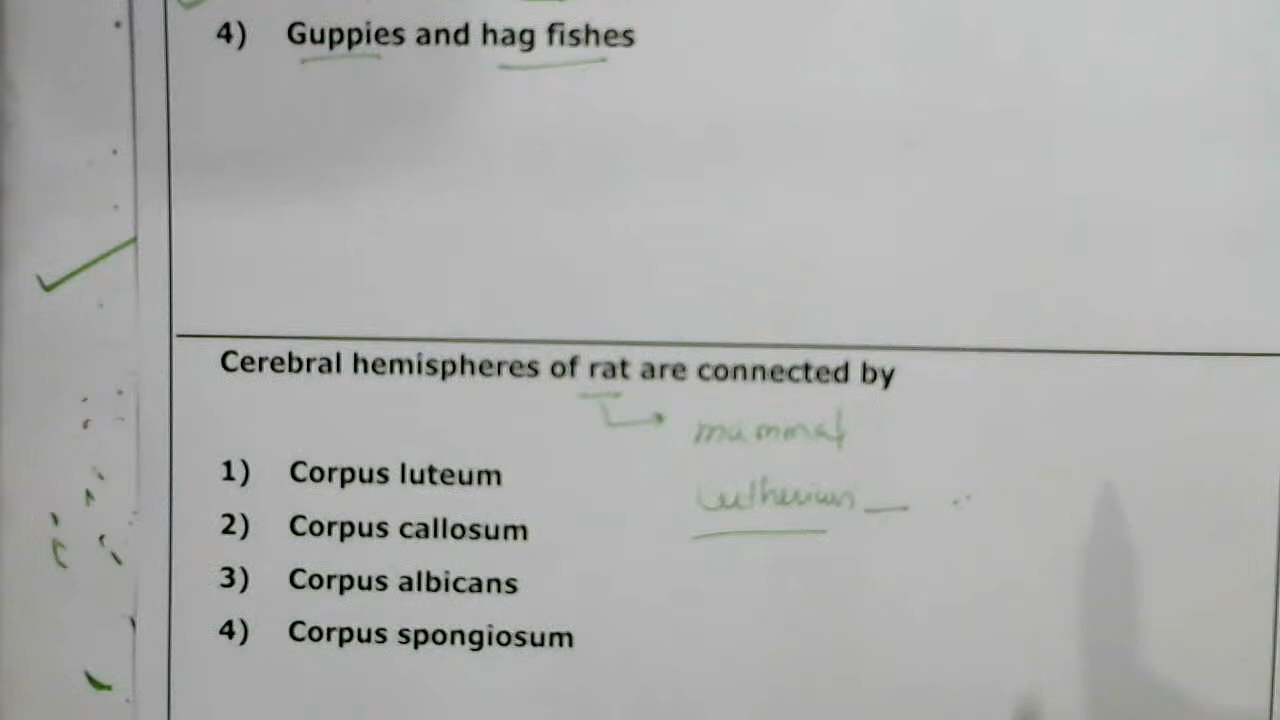 4) Guppies and hag fishes
Cerebral hemispheres of rat are connected by
mammal
1) Corpus luteum
2) Corpus callosum
3) Corpus albicans
4) Corpus spongiosum